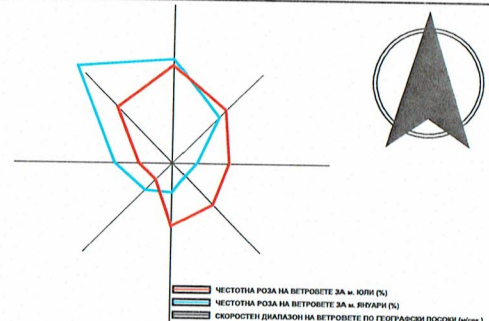 ЧЕСТОТНА РОЗА НА ВЕТРОВЕТЕ ЗА м. ЮЛИ (%)
ЧЕСТОТНА РОЗА НА ВЕТРОВЕТЕ ЗА м. ЯНУАРИ (%)
СКОРОСТЕН ДИАПАЗОН НА ВЕТРОВЕТЕ ПО ГЕОГРАФСКИ ПОСОКИ (м/сек.)